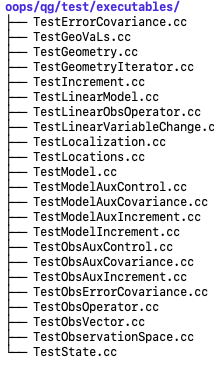 oops/qg/test/executables/
├── TestErrorCovariance.cc
├── TestGeoVaLs.cc
├── TestGeometry.cc
├── TestGeometryIterator.cc
├── TestIncrement.cc
├── TestLinearModel.cc
├── TestLinearObsOperator.cc
├── TestLinearVariableChange.c
├── TestLocalization.cc
├── TestLocations.cc
├── TestModel.cc
├── TestModelAuxControl.cc
├── TestModelAuxCovariance.cc
├── TestModelAuxIncrement.cc
├── TestModelIncrement.cc
├── TestObsAuxControl.cc
├── TestObsAuxCovariance.cc
├── TestObsAuxIncrement.cc
├── TestObsErrorCovariance.cc
├── TestObsOperator.cc
├── TestObsVector.cc
├── TestObservationSpace.cc
└── TestState.cc